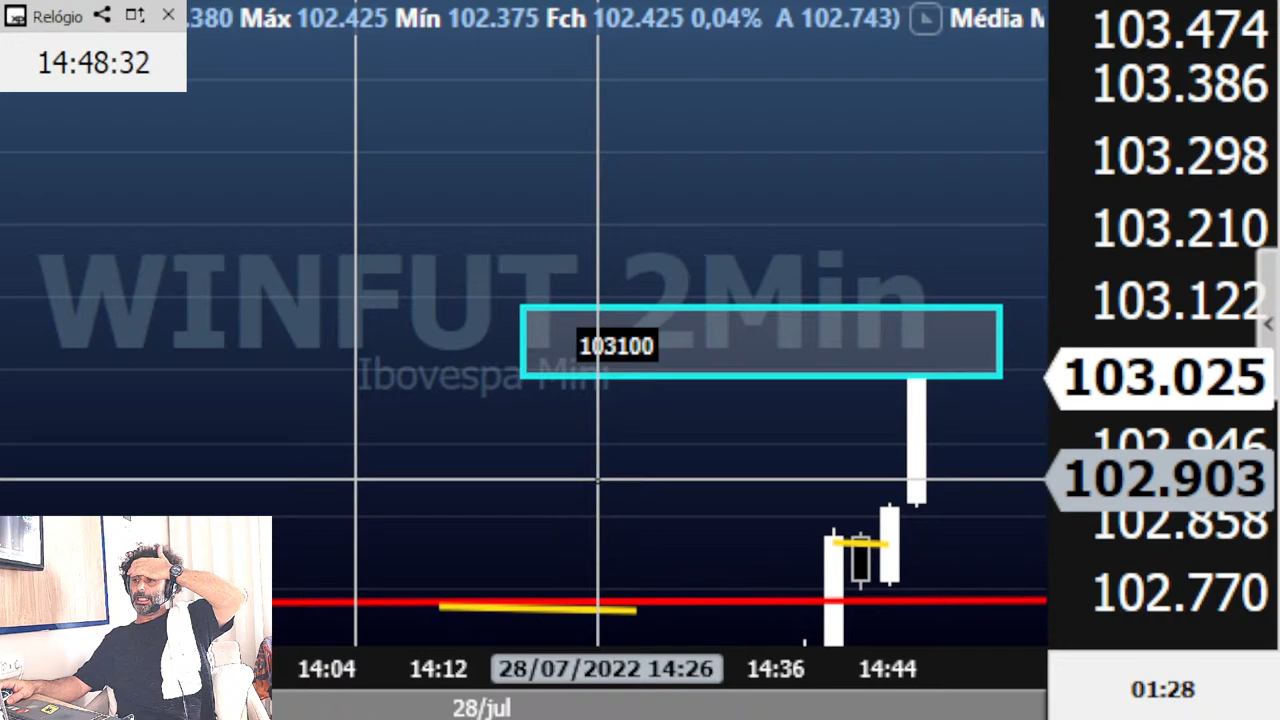 Relógio
14:48:32
.380 Máx 102.425 Mín 102.375 Fch 102.425 0,04% A 102.743) Média
WINFUT 2Min
Ibovespa Mini
103100
103.474
103.386
103.298
103.210
103.122
103.025
102.946
102.903
102.858
102.770
14:04 14:12 28/07/2022 14:26 14:36 14:44
28/jul
01:28